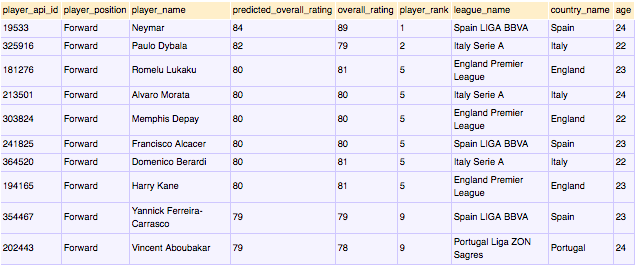 player_api_id player_position player_name predicted_overall_rating overall_rating player_rank league_name country_name age
19533 Forward Neymar 84 89 1 Spain LIGA BBVA Spain 24
325916 Forward Paulo Dybala 82 79 2 Italy Serie A Italy 22
181276 Forward Romelu Lukaku 80 81 5 England Premier League England 23
213501 Forward Alvaro Morata 80 80 5 Italy Serie A Italy 24
303824 Forward Memphis Depay 80 80 5 England Premier League England 22
241825 Forward Francisco Alcacer 80 80 5 Spain LIGA BBVA Spain 23
364520 Forward Domenico Berardi 80 81 5 Italy Serie A Italy 22
194165 Forward Harry Kane 80 81 5 England Premier League England 23
354467 Forward Yannick Ferreira-Carrasco 79 79 9 Spain LIGA BBVA Spain 23
202443 Forward Vincent Aboubakar 79 78 9 Portugal Liga ZON Sagres Portugal 24